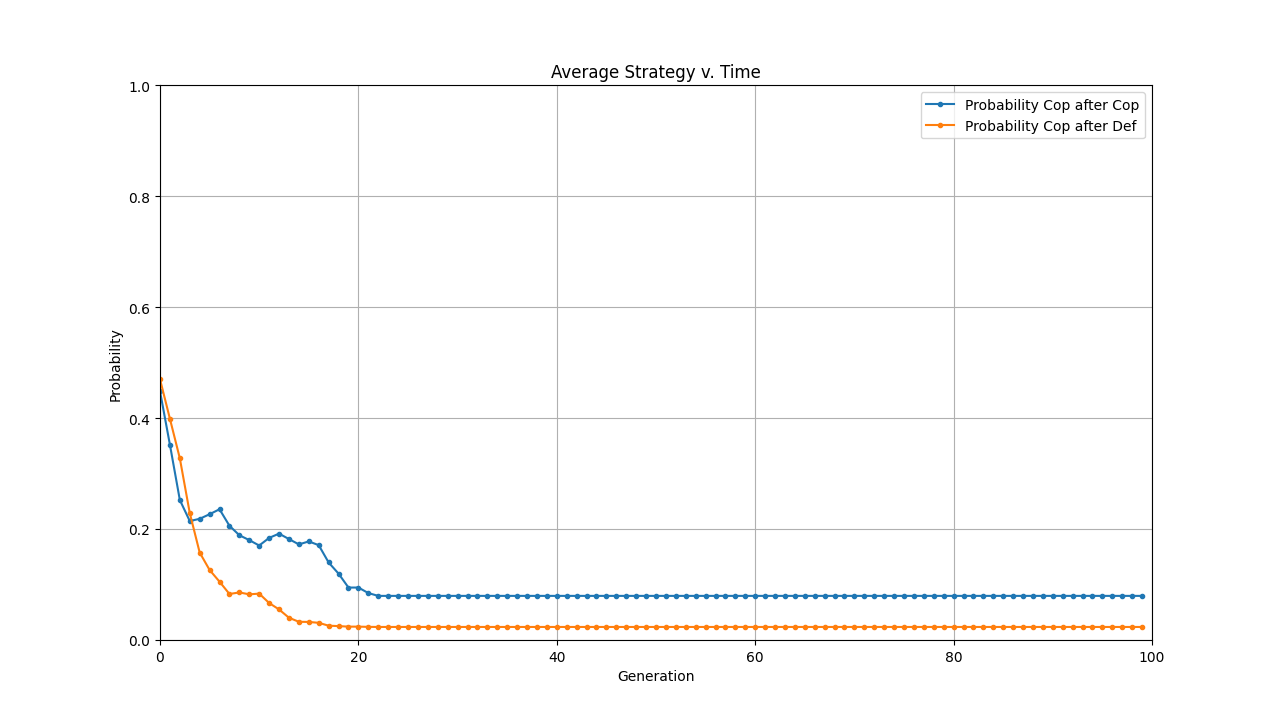 Average Strategy v. Time
Probability Cop after Cop
Probability Cop after Def
Probability
1.0
0.8
0.6
0.4
0.2
0.0
0 20 40 60 80 100
Generation